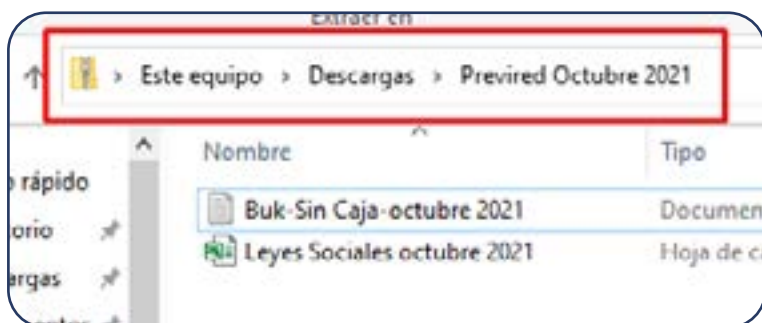 Extraer en
Este equipo > Descargas > Previred Octubre 2021
Nombre Tipo
rápido
Buk-Sin Caja-octubre 2021 Documen
orio
Leyes Sociales octubre 2021 Hoja de c
argas